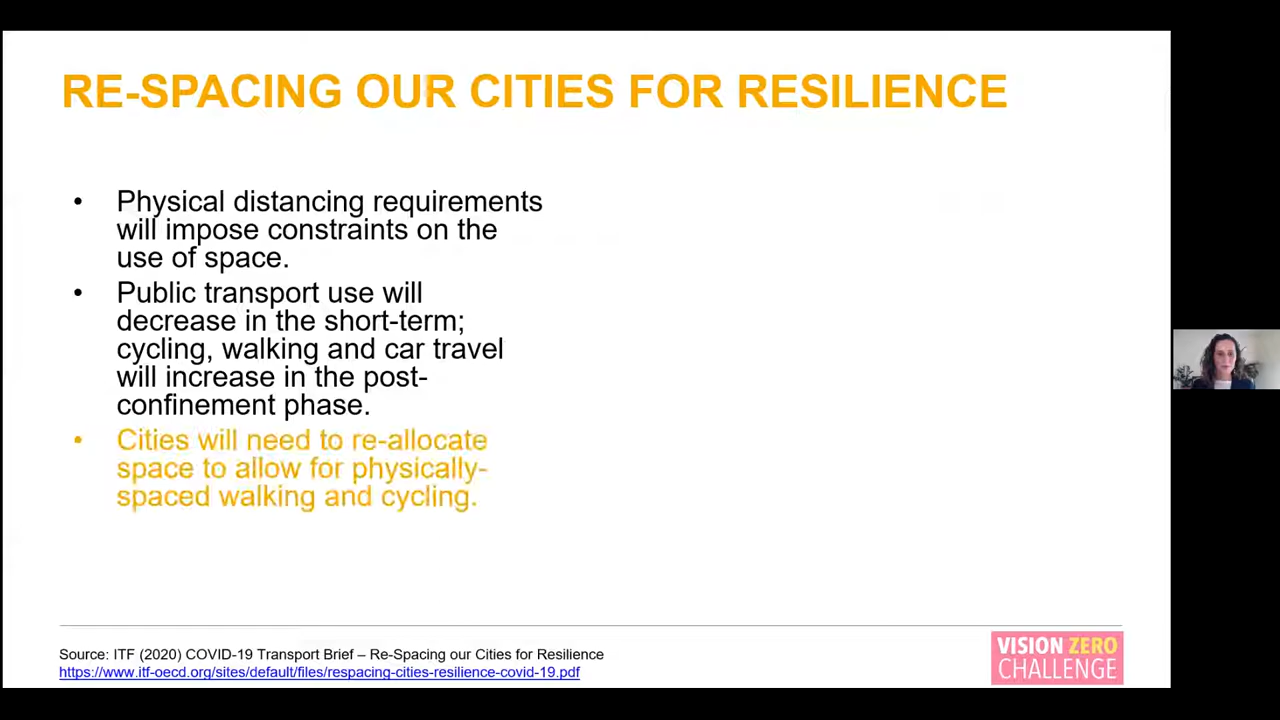 RE-SPACING OUR CITIES FOR RESILIENCE
• Physical distancing requirements
will impose constraints on the
use of space.
• Public transport use will
decrease in the short-term;
cycling, walking and car travel
will increase in the post-
confinement phase.
• Cities will need to re-allocate
space to allow for physically-
spaced walking and cycling.
Source: ITF (2020) COVID-19 Transport Brief – Re-Spacing our Cities for Resilience
https://www.itf-oecd.org/sites/default/files/respacing-cities-resilience-covid-19.pdf
VISION ZERO
CHALLENGE